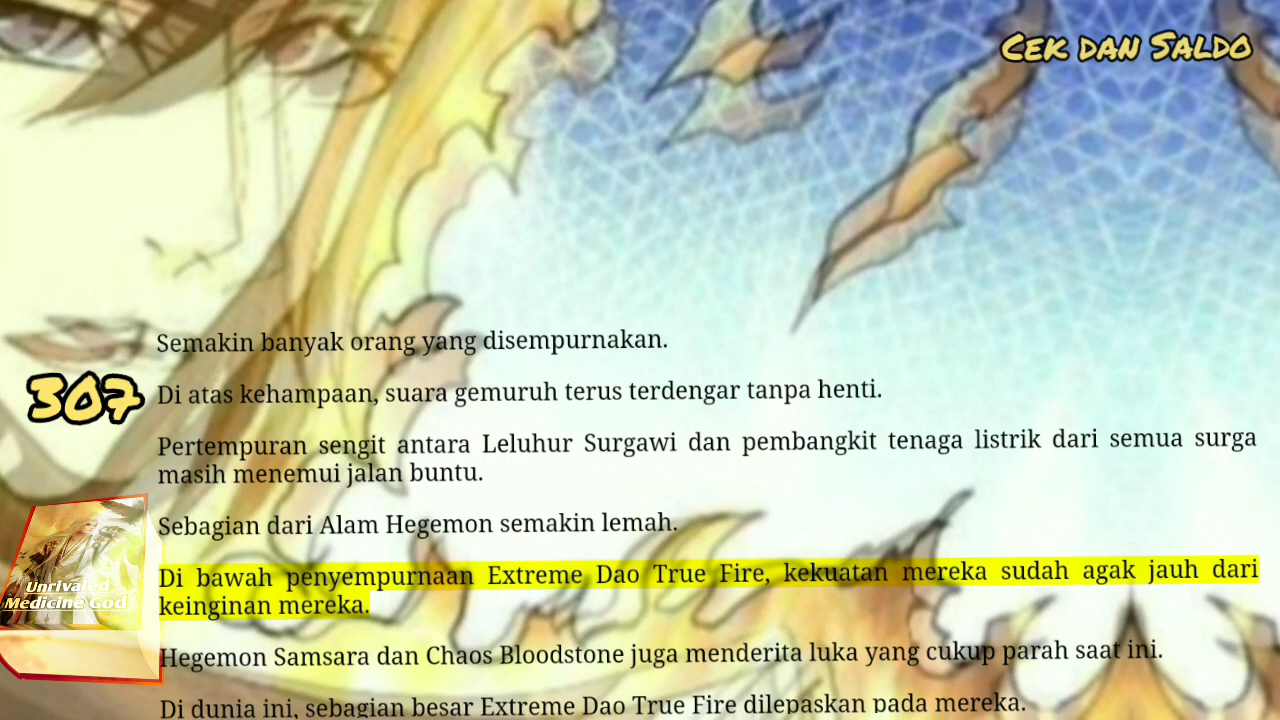 Cek dan Saldo
Semakin banyak orang yang disempurnakan.
307
Di atas kehampaan, suara gemuruh terus terdengar tanpa henti.
Pertempuran sengit antara Leluhur Surgawi dan pembangkit tenaga listrik dari semua surga
masih menemui jalan buntu.
Sebagian dari Alam Hegemon semakin lemah.
Di bawah penyempurnaan Extreme Dao True Fire, kekuatan mereka sudah agak jauh dari
keinginan mereka.
Unrivaled
Medicine God
Hegemon Samsara dan Chaos Bloodstone juga menderita luka yang cukup parah saat ini.
Di dunia ini, sebagian besar Extreme Dao True Fire dilepaskan pada mereka.